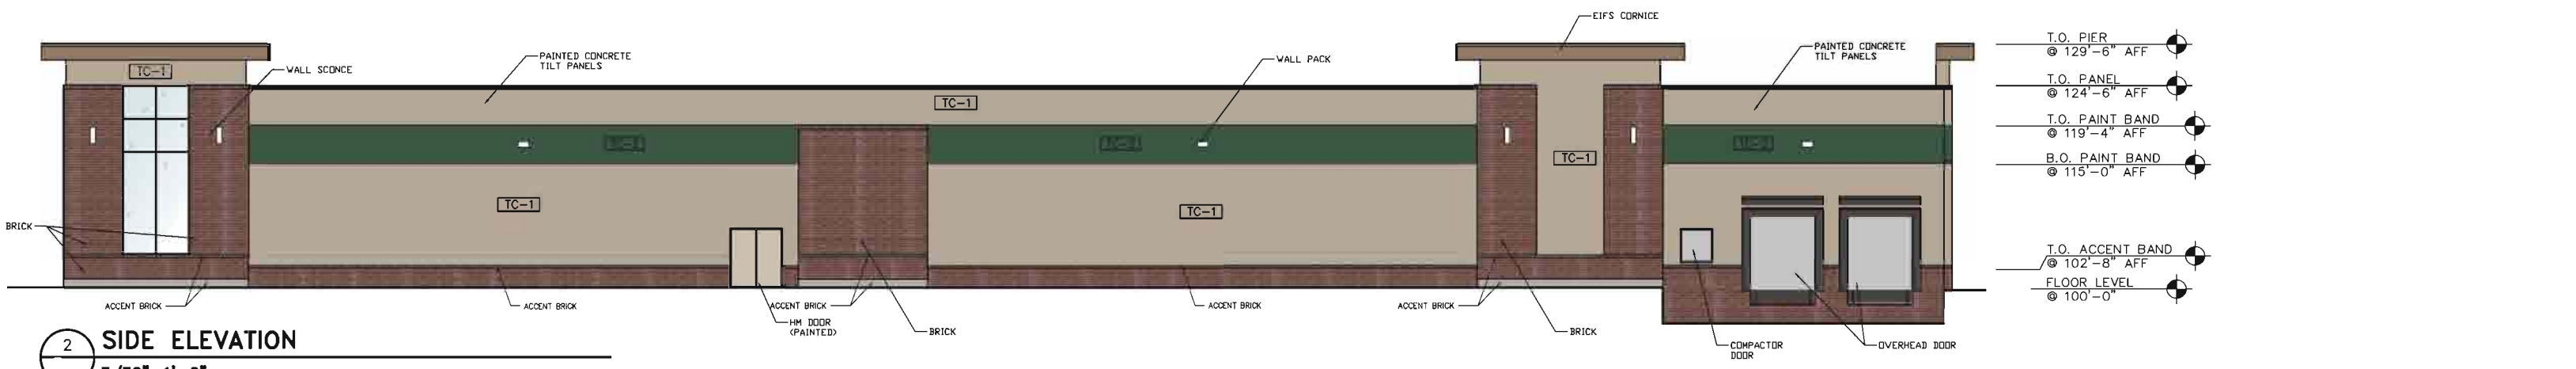 EIFS CORNICE
PAINTED CONCRETE
TILT PANELS
WALL SCONCE
WALL PACK
PAINTED CONCRETE
TILT PANELS
T.O. PIER
@ 129'-6" AFF
T.O. PANEL
@ 124'-6" AFF
T.O. PAINT BAND
@ 119'-4" AFF
B.O. PAINT BAND
@ 115'-0" AFF
T.O. ACCENT BAND
@ 102'-8" AFF
FLOOR LEVEL
@ 100'-0"
TC-1
TC-1
TC-1
TC-1
TC-1
BRICK
ACCENT BRICK
ACCENT BRICK
ACCENT BRICK
ACCENT BRICK
ACCENT BRICK
HM DOOR
(PAINTED)
BRICK
BRICK
COMPACTOR
DOOR
OVERHEAD DOOR
2 SIDE ELEVATION